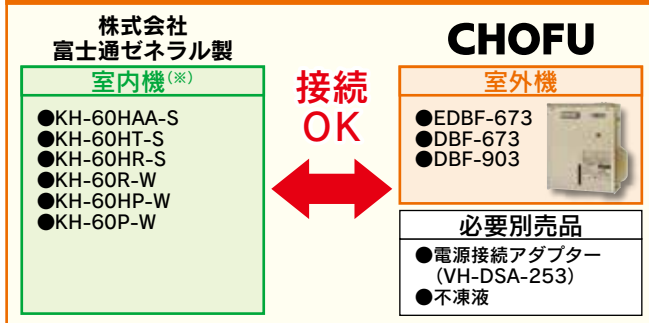 株式会社
富士通ゼネラル製
室内機(※)
●KH-60HAA-S
●KH-60HT-S
●KH-60HR-S
●KH-60R-W
●KH-60HP-W
●KH-60P-W
接続
OK
CHOFU
室外機
●EDBF-673
●DBF-673
●DBF-903
必要別売品
●電源接続アダプター
(VH-DSA-253)
●不凍液